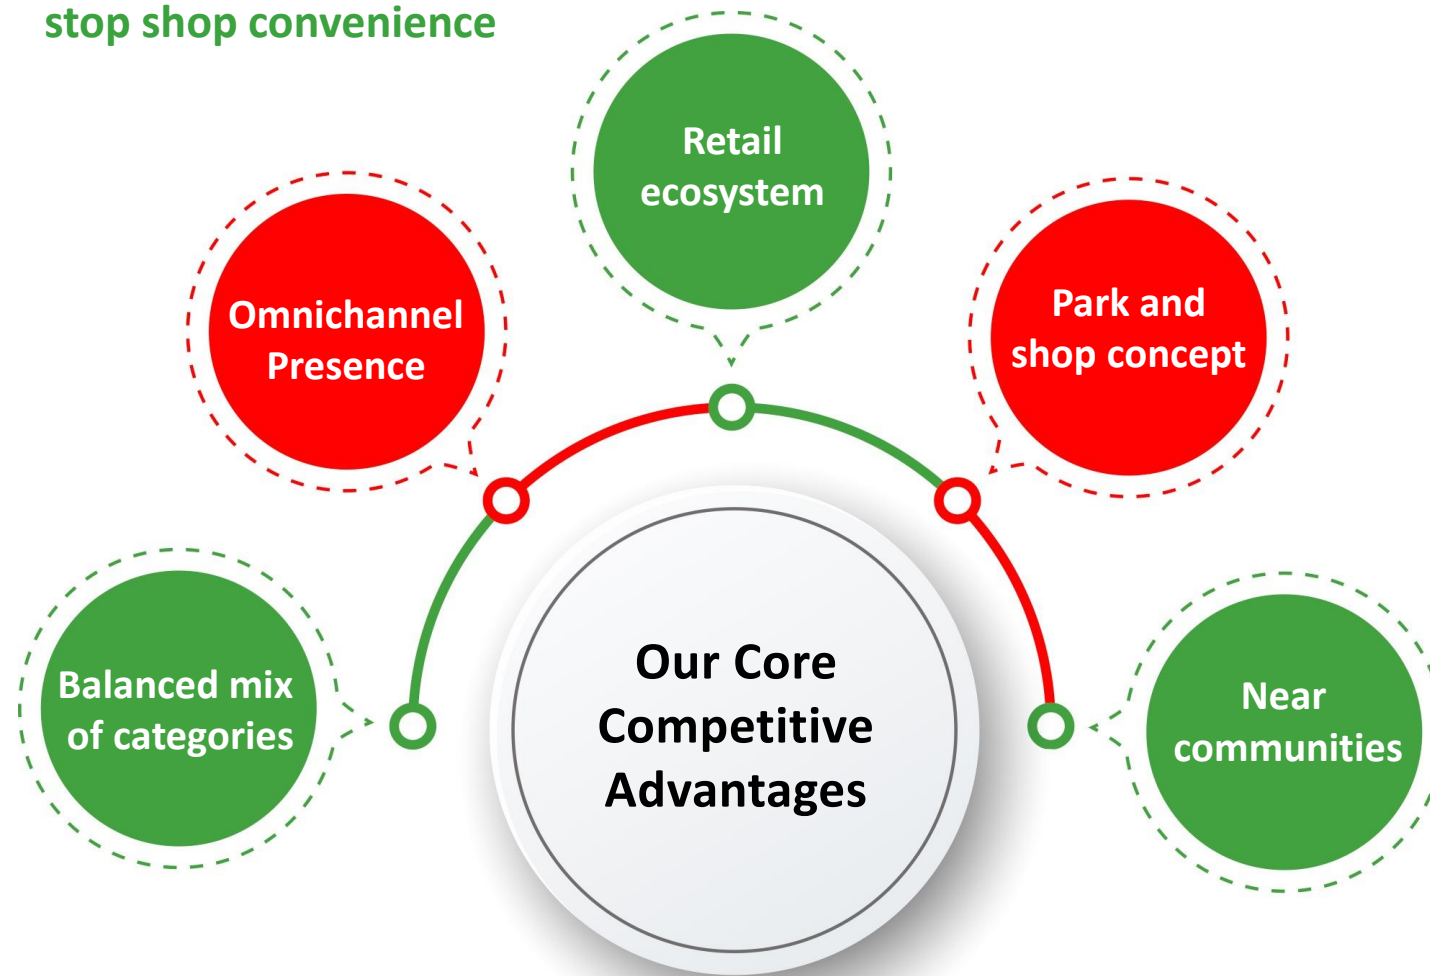 stop shop convenience
Retail
ecosystem
Omnichannel
Presence
Park and
shop concept
Balanced mix
of categories
Our Core
Competitive
Advantages
Near
communities